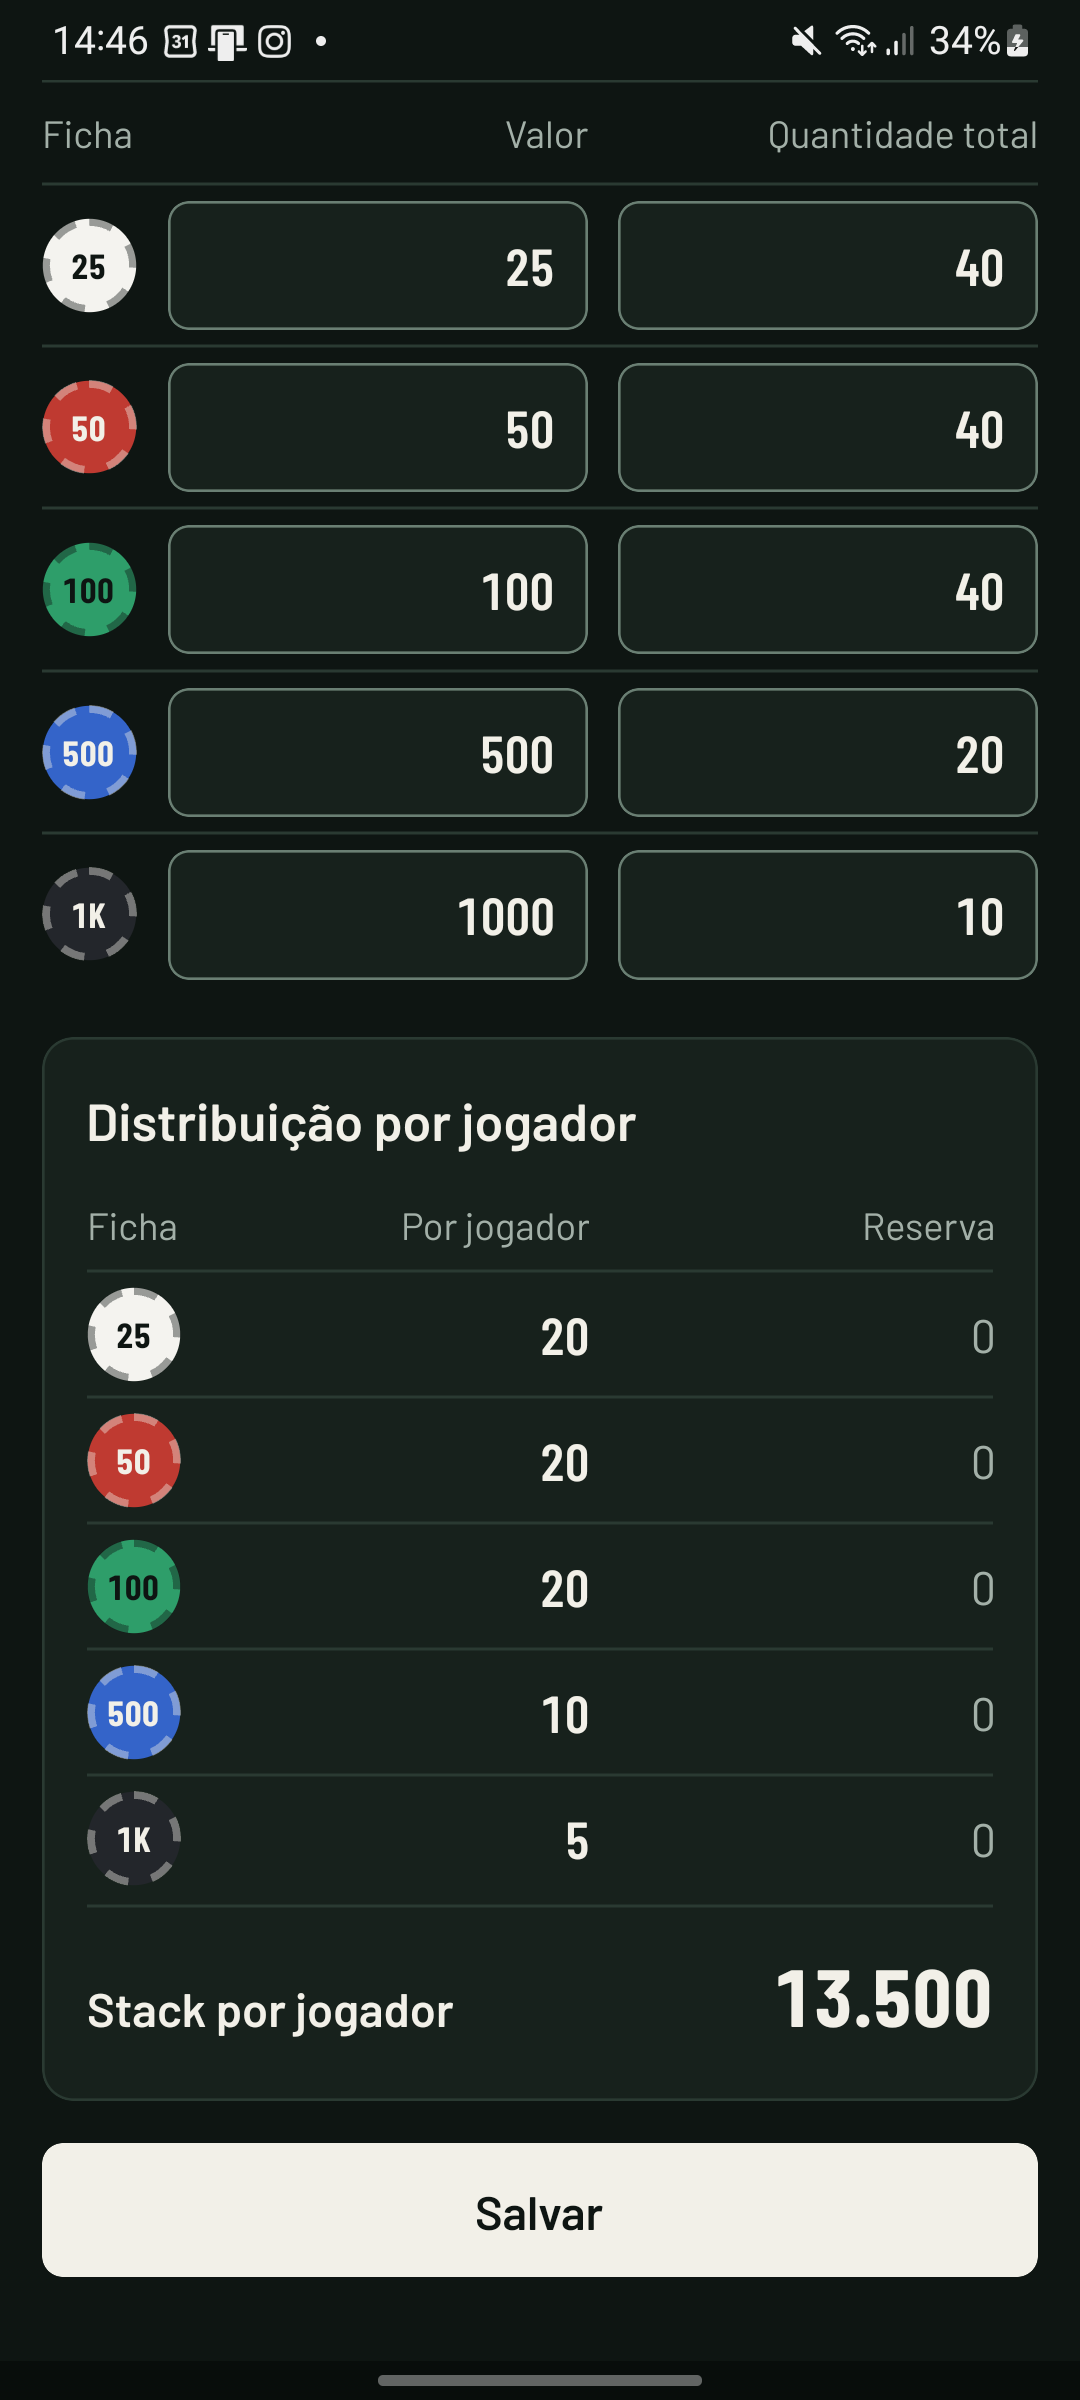 14:46 31 34%
Ficha Valor Quantidade total
25 25 40
50 50 40
100 100 40
500 500 20
1K 1000 10
Distribuição por jogador
Ficha Por jogador Reserva
25 20 0
50 20 0
100 20 0
500 10 0
1K 5 0
Stack por jogador 13.500
Salvar